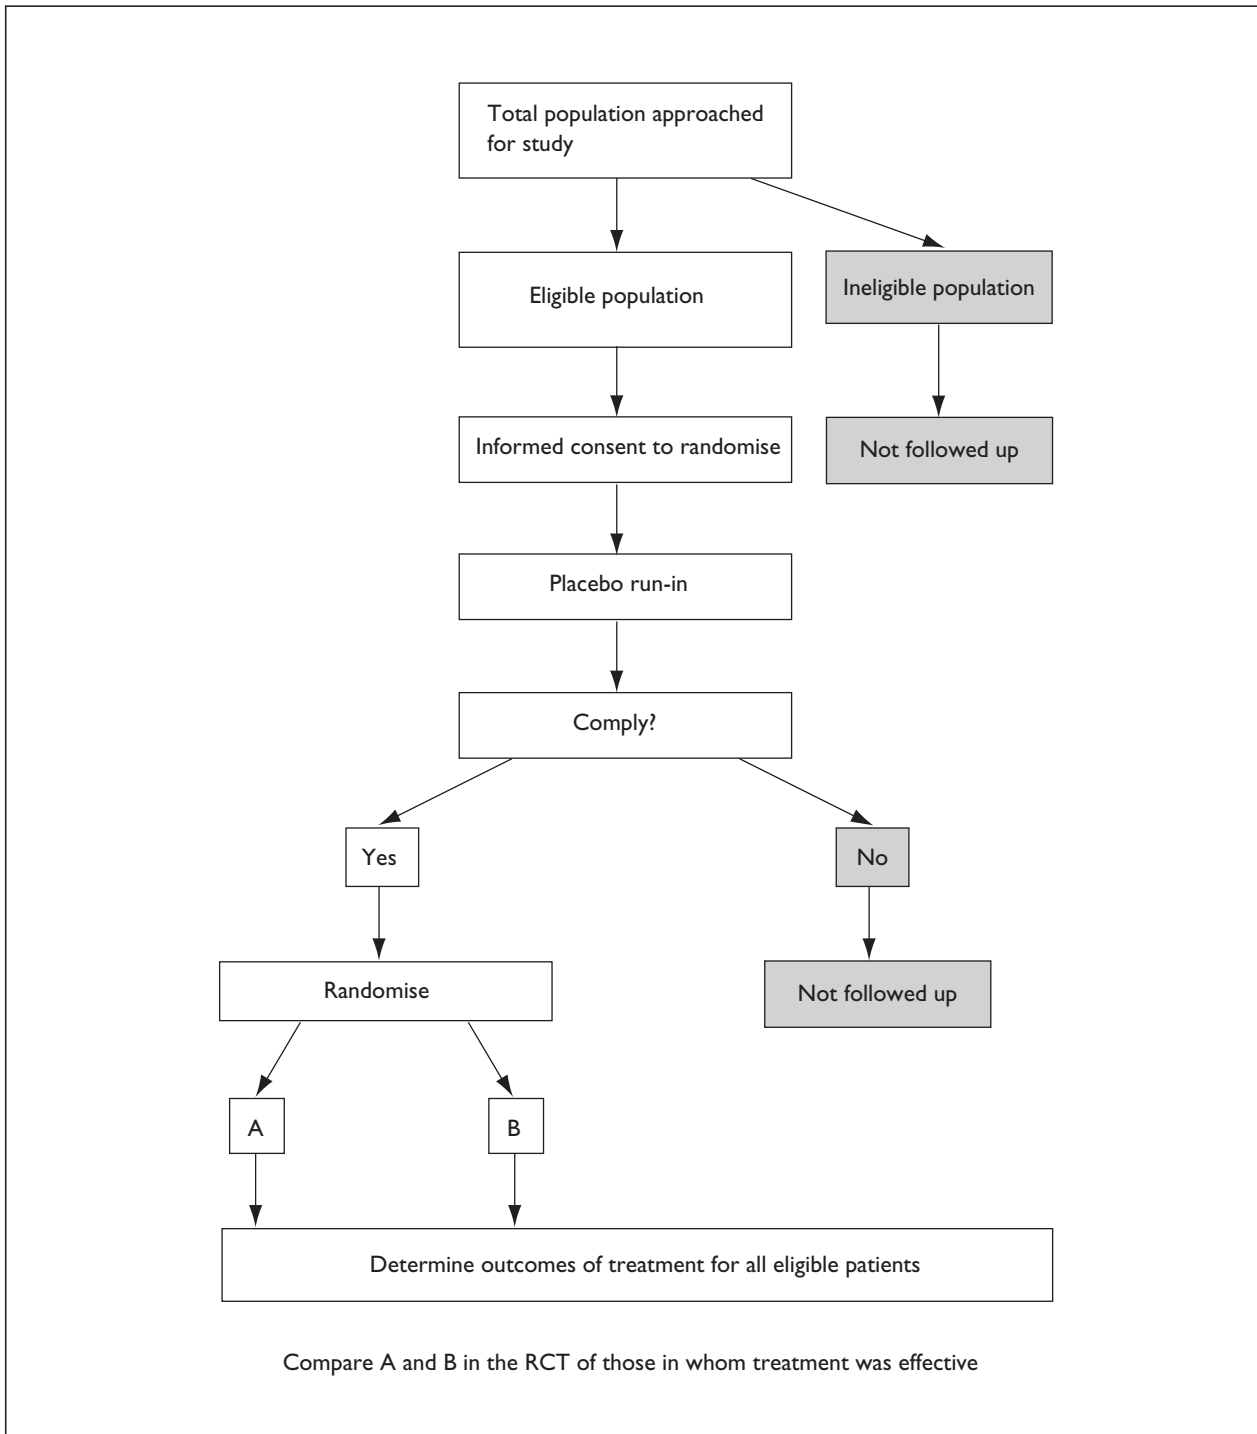 Total population approached
for study
Eligible population
Ineligible population
Informed consent to randomise
Not followed up
Placebo run-in
Comply?
Yes
No
Randomise
Not followed up
A
B
Determine outcomes of treatment for all eligible patients
Compare A and B in the RCT of those in whom treatment was effective